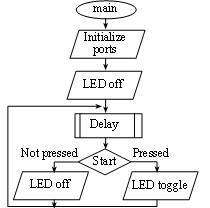 main
Initialize
ports
LED off
Delay
Not pressed
Pressed
Start
LED off
LED toggle